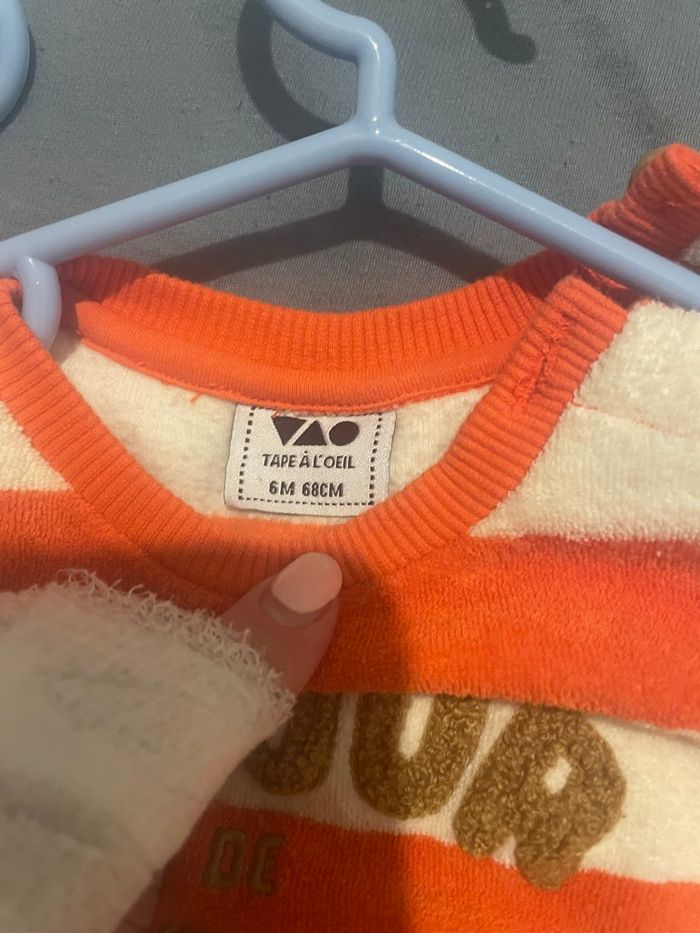 TAPE À L'OEIL
6M 68CM
OUR
DE